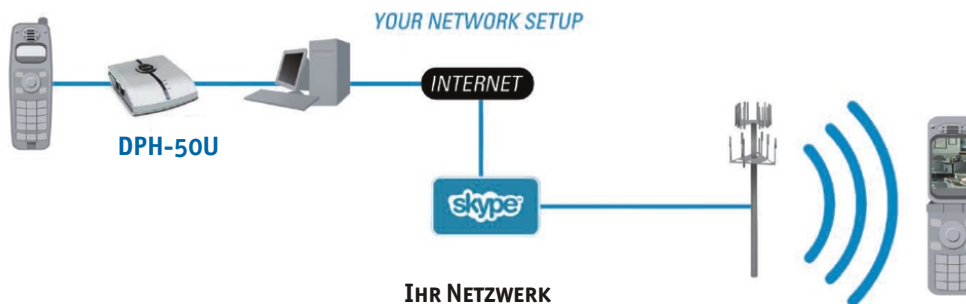 YOUR NETWORK SETUP
INTERNET
DPH-50U
skype
IHR NETZWERK